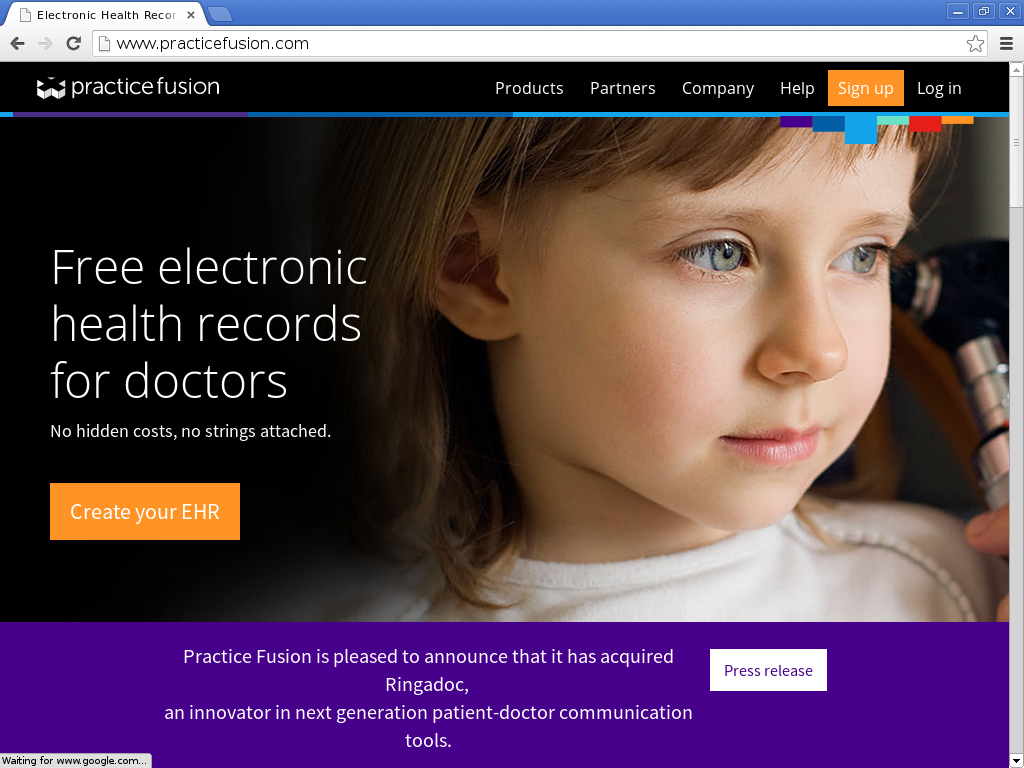 Electronic Health Recor
www.practicefusion.com
practice fusion
Products Partners Company Help Sign up Log in
Free electronic
health records
for doctors
No hidden costs, no strings attached.
Create your EHR
Practice Fusion is pleased to announce that it has acquired
Ringadoc,
an innovator in next generation patient-doctor communication
tools.
Press release
Waiting for www.google.com...